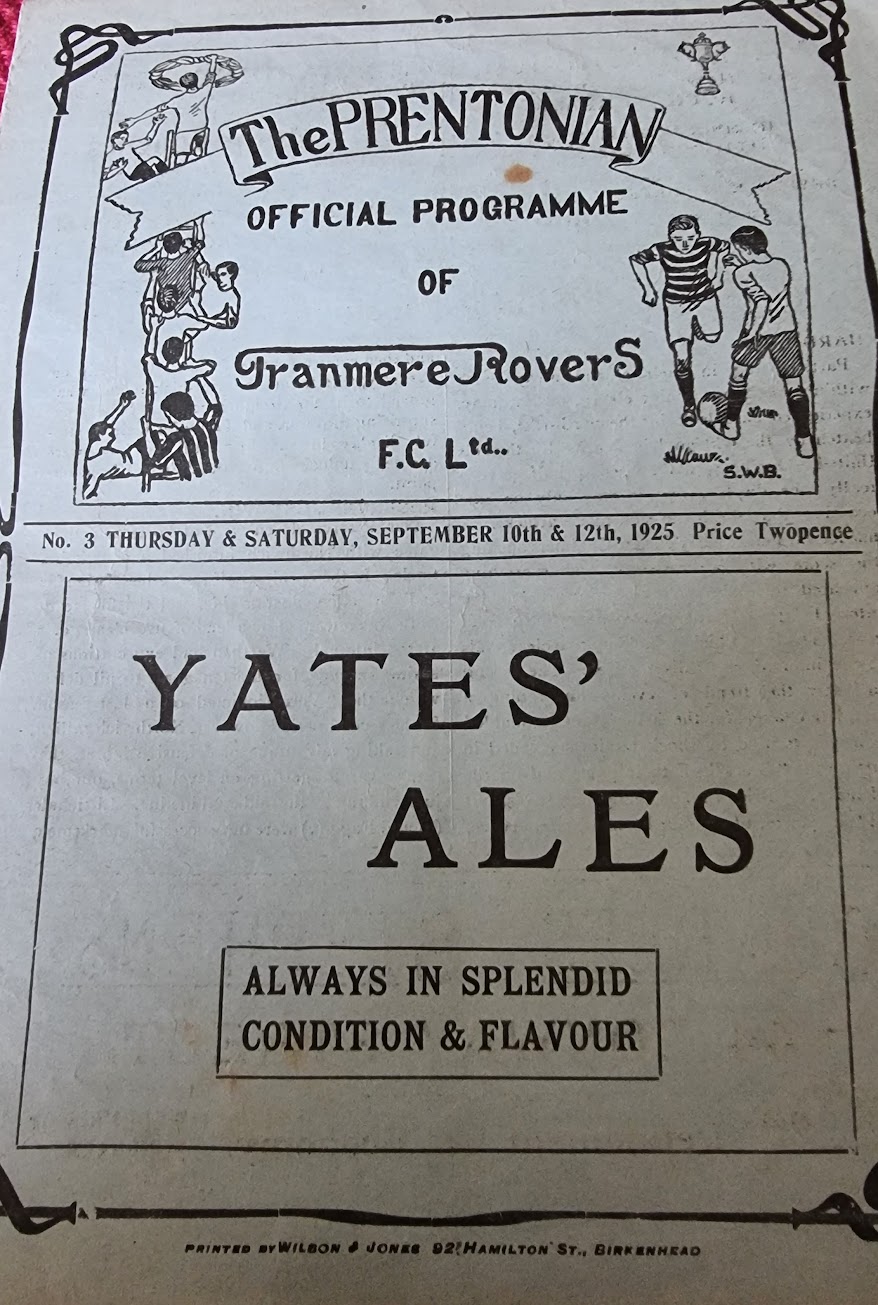 The PRENTONIAN
OFFICIAL PROGRAMME
OF
Tranmere Rovers
F.C. Ltd..
S.W.B.
No. 3 THURSDAY & SATURDAY, SEPTEMBER 10th & 12th, 1925 Price Twopence
YATES'
ALES
ALWAYS IN SPLENDID
CONDITION & FLAVOUR
PRINTED BY WILSON & JONES 92, HAMILTON ST., BIRKENHEAD